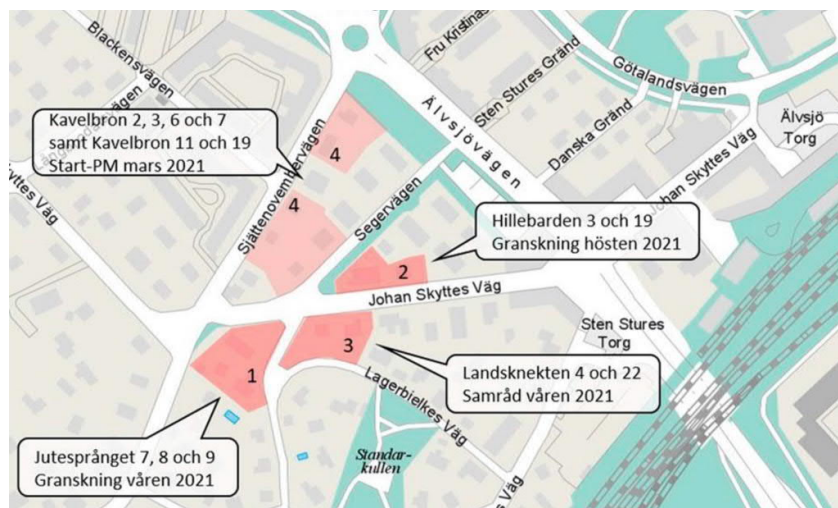 Blackensvägen
Fru Kristinas
Götalandsvägen
Sten Stures Gränd
Danska Gränd
Älvsjö
Torg
ÄLVSJÖVÄGEN
Kavelbron 2, 3, 6 och 7
samt Kavelbron 11 och 19
Start-PM mars 2021
4
Sjättenovembervägen
Segervägen
Johan Skyttes Väg
4
Skyttes Väg
Hillebarden 3 och 19
Granskning hösten 2021
2
Johan Skyttes Väg
Sten Stures
Torg
3
1
Landsknekten 4 och 22
Samråd våren 2021
Lagerbielkes Väg
Jutesprånget 7, 8 och 9
Granskning våren 2021
Standar-
kullen
Väg